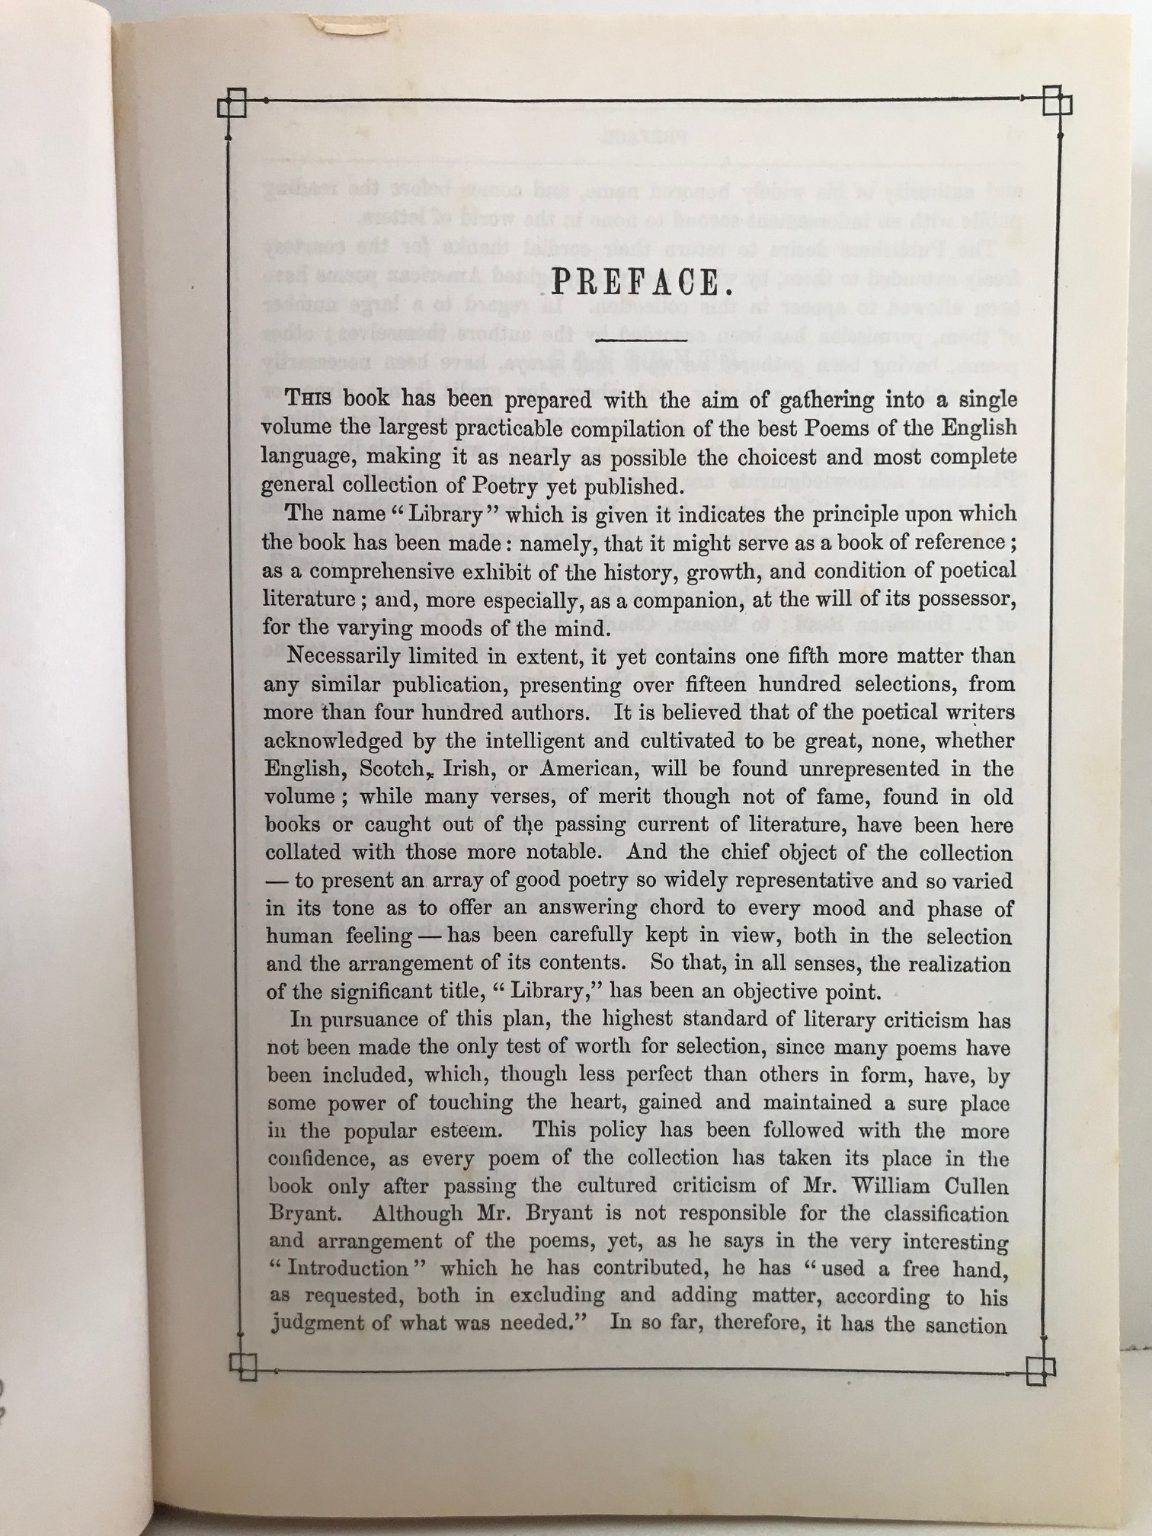 PREFACE.
THIS book has been prepared with the aim of gathering into a single
volume the largest practicable compilation of the best Poems of the English
language, making it as nearly as possible the choicest and most complete
general collection of Poetry yet published.
The name “Library” which is given it indicates the principle upon which
the book has been made: namely, that it might serve as a book of reference;
as a comprehensive exhibit of the history, growth, and condition of poetical
literature; and, more especially, as a companion, at the will of its possessor,
for the varying moods of the mind.
Necessarily limited in extent, it yet contains one fifth more matter than
any similar publication, presenting over fifteen hundred selections, from
more than four hundred authors. It is believed that of the poetical writers
acknowledged by the intelligent and cultivated to be great, none, whether
English, Scotch, Irish, or American, will be found unrepresented in the
volume; while many verses, of merit though not of fame, found in old
books or caught out of the passing current of literature, have been here
collated with those more notable. And the chief object of the collection
— to present an array of good poetry so widely representative and so varied
in its tone as to offer an answering chord to every mood and phase of
human feeling — has been carefully kept in view, both in the selection
and the arrangement of its contents. So that, in all senses, the realization
of the significant title, “Library,” has been an objective point.
In pursuance of this plan, the highest standard of literary criticism has
not been made the only test of worth for selection, since many poems have
been included, which, though less perfect than others in form, have, by
some power of touching the heart, gained and maintained a sure place
in the popular esteem. This policy has been followed with the more
confidence, as every poem of the collection has taken its place in the
book only after passing the cultured criticism of Mr. William Cullen
Bryant. Although Mr. Bryant is not responsible for the classification
and arrangement of the poems, yet, as he says in the very interesting
“Introduction” which he has contributed, he has “used a free hand,
as requested, both in excluding and adding matter, according to his
judgment of what was needed.” In so far, therefore, it has the sanction